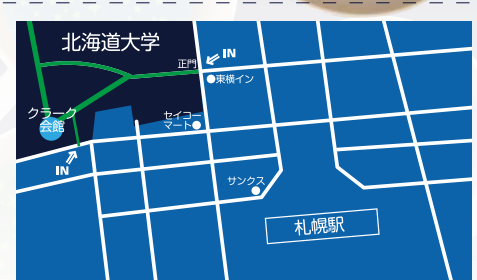 北海道大学
正門
IN
●東横イン
クラーク
会館
セイコー
マート●
IN
サンクス
札幌駅